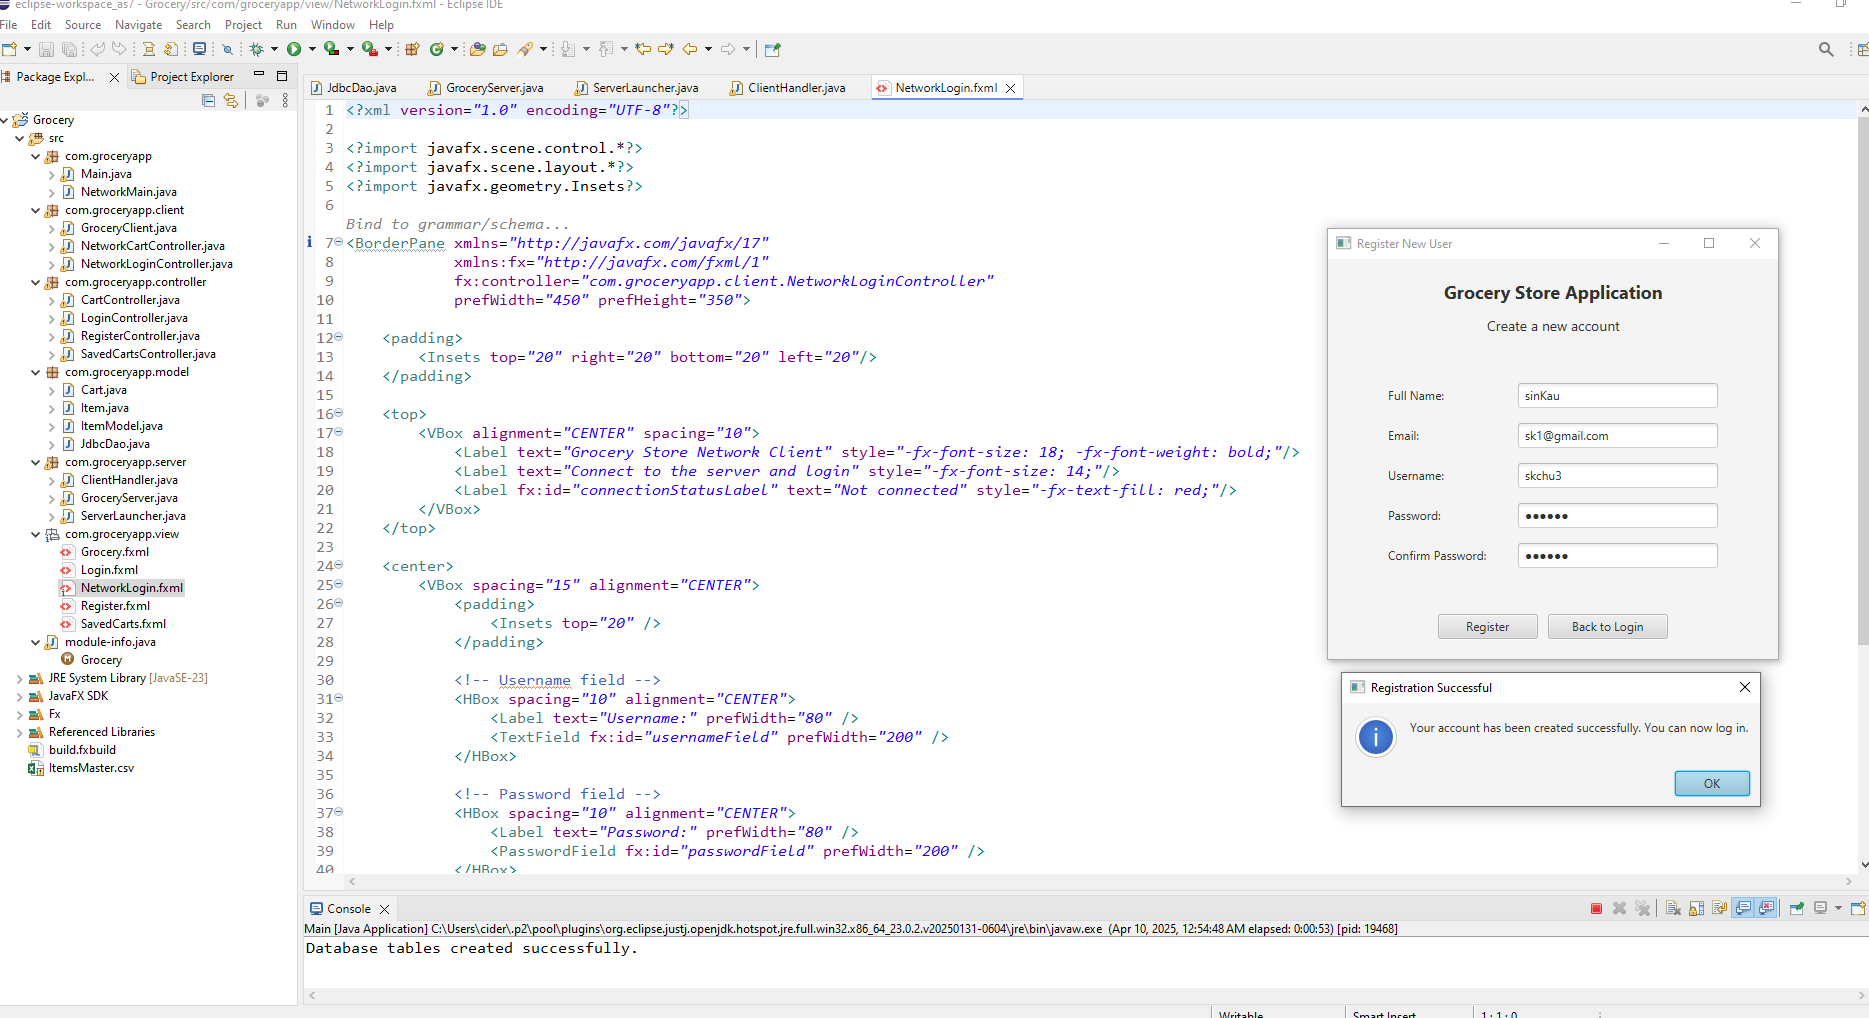 eclipse-workspace_as/ - Grocery/src/com/groceryapp/view/NetworkLogin.fxml - Eclipse IDE
File Edit Source Navigate Search Project Run Window Help
Package Expl... Project Explorer
Grocery
src
com.groceryapp
Main.java
NetworkMain.java
com.groceryapp.client
GroceryClient.java
NetworkCartController.java
NetworkLoginController.java
com.groceryapp.controller
CartController.java
LoginController.java
RegisterController.java
SavedCartsController.java
com.groceryapp.model
Cart.java
Item.java
ItemModel.java
JdbcDao.java
com.groceryapp.server
ClientHandler.java
GroceryServer.java
ServerLauncher.java
com.groceryapp.view
Grocery.fxml
Login.fxml
NetworkLogin.fxml
Register.fxml
SavedCarts.fxml
module-info.java
Grocery
JRE System Library [JavaSE-23]
JavaFX SDK
Fx
Referenced Libraries
build.fxbuild
ItemsMaster.csv
JdbcDao.java GroceryServer.java ServerLauncher.java ClientHandler.java NetworkLogin.fxml
1 <?xml version="1.0" encoding="UTF-8"?>
2
3 <?import javafx.scene.control.*?>
4 <?import javafx.scene.layout.*?>
5 <?import javafx.geometry.Insets?>
6
Bind to grammar/schema...
7 <BorderPane xmlns="http://javafx.com/javafx/17"
8 xmlns:fx="http://javafx.com/fxml/1"
9 fx:controller="com.groceryapp.client.NetworkLoginController"
10 prefWidth="450" prefHeight="350">
11
12 <padding>
13 <Insets top="20" right="20" bottom="20" left="20"/>
14 </padding>
15
16 <top>
17 <VBox alignment="CENTER" spacing="10">
18 <Label text="Grocery Store Network Client" style="-fx-font-size: 18; -fx-font-weight: bold;"/>
19 <Label text="Connect to the server and login" style="-fx-font-size: 14;"/>
20 <Label fx:id="connectionStatusLabel" text="Not connected" style="-fx-text-fill: red;"/>
21 </VBox>
22 </top>
23
24 <center>
25 <VBox spacing="15" alignment="CENTER">
26 <padding>
27 <Insets top="20" />
28 </padding>
29
30 <!-- Username field -->
31 <HBox spacing="10" alignment="CENTER">
32 <Label text="Username:" prefWidth="80" />
33 <TextField fx:id="usernameField" prefWidth="200" />
34 </HBox>
35
36 <!-- Password field -->
37 <HBox spacing="10" alignment="CENTER">
38 <Label text="Password:" prefWidth="80" />
39 <PasswordField fx:id="passwordField" prefWidth="200" />
40 </HBox>
Register New User
Grocery Store Application
Create a new account
Full Name: sinKau
Email: sk1@gmail.com
Username: skchu3
Password: ●●●●●●
Confirm Password: ●●●●●●
Register Back to Login
Registration Successful
Your account has been created successfully. You can now log in.
OK
Console
Main [Java Application] C:\Users\cider\.p2\pool\plugins\org.eclipse.justj.openjdk.hotspot.jre.full.win32.x86_64_23.0.2.v20250131-0604\jre\bin\javaw.exe (Apr 10, 2025, 12:54:48 AM elapsed: 0:00:53) [pid: 19468]
Database tables created successfully.
Writable Smart Insert 1 : 1 : 0